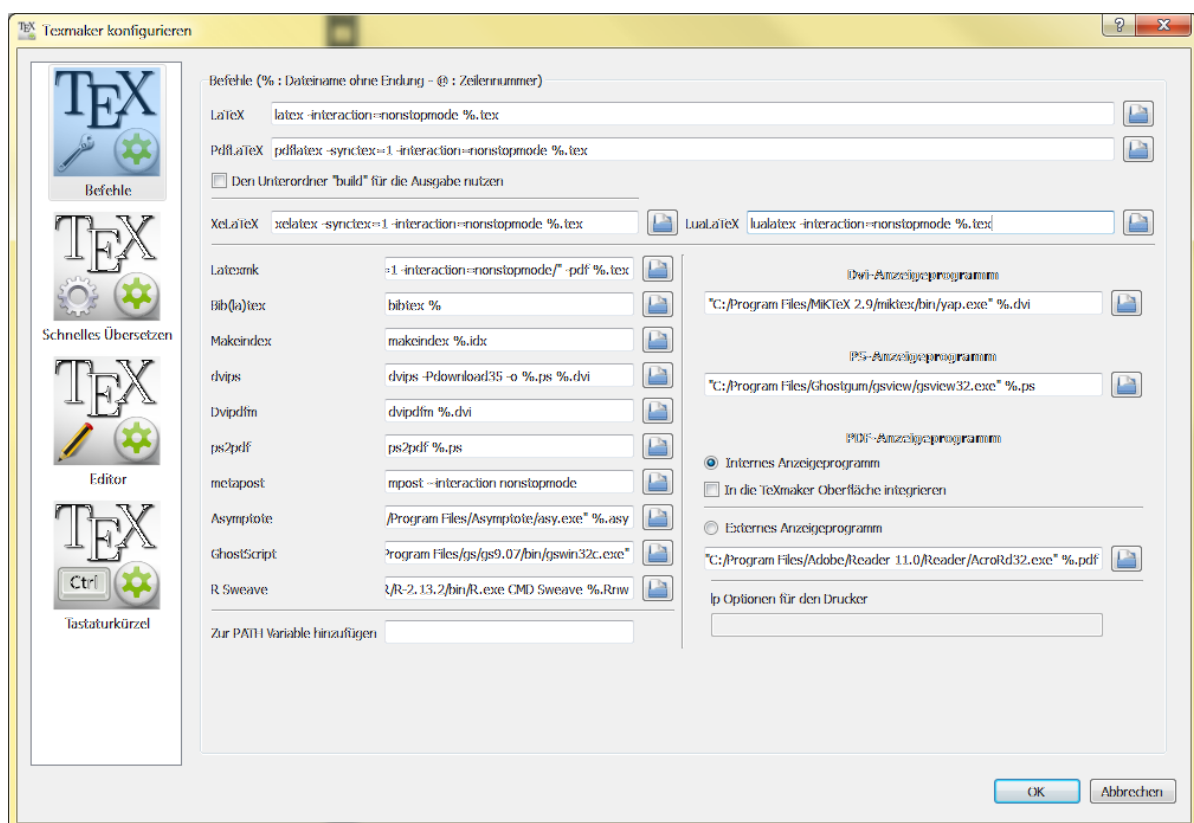 Texmaker konfigurieren
Befehle (% : Dateiname ohne Endung - @ : Zeilennummer)
LaTeX latex -interaction=nonstopmode %.tex
PdfLaTeX pdflatex -synctex=1 -interaction=nonstopmode %.tex
Den Unterordner "build" für die Ausgabe nutzen
XeLaTeX xelatex -synctex=1 -interaction=nonstopmode %.tex LuaLaTeX lualatex -interaction=nonstopmode %.tex
Latexmk =1 -interaction=nonstopmode/" -pdf %.tex
Bib(la)tex bibtex %
Makeindex makeindex %.idx
dvips dvips -Pdownload35 -o %.ps %.dvi
Dvipdfm dvipdfm %.dvi
ps2pdf ps2pdf %.ps
metapost mpost --interaction nonstopmode
Asymptote /Program Files/Asymptote/asy.exe" %.asy
GhostScript Program Files/gs/gs9.07/bin/gswin32c.exe"
R Sweave R/R-2.13.2/bin/R.exe CMD Sweave %.Rnw
Zur PATH Variable hinzufügen
Dvi-Anzeigeprogramm
"C:/Program Files/MiKTeX 2.9/miktex/bin/yap.exe" %.dvi
PS-Anzeigeprogramm
"C:/Program Files/Ghostgum/gsview/gsview32.exe" %.ps
PDF-Anzeigeprogramm
Internes Anzeigeprogramm
In die TeXmaker Oberfläche integrieren
Externes Anzeigeprogramm
"C:/Program Files/Adobe/Reader 11.0/Reader/AcroRd32.exe" %.pdf
lp Optionen für den Drucker
TEX
Befehle
TEX
Schnelles Übersetzen
TEX
Editor
TEX
Ctrl
Tastaturkürzel
OK
Abbrechen